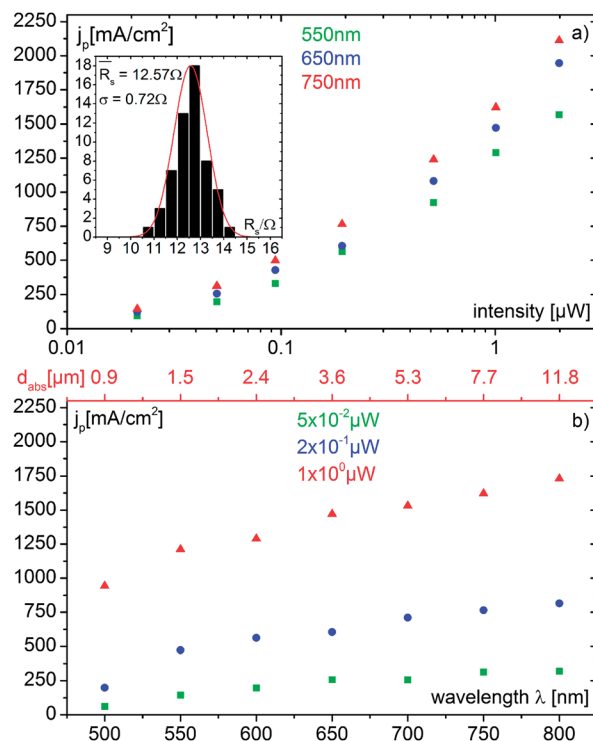 j_p[mA/cm²]
550nm
a)
650nm
750nm
R̅_s = 12.57Ω
σ = 0.72Ω
18
16
14
12
10
8
6
4
2
0
R_s/Ω
9 10 11 12 13 14 15 16
2250
2000
1750
1500
1250
1000
750
500
250
0
intensity [µW]
0.01 0.1 1
d_abs[µm] 0.9 1.5 2.4 3.6 5.3 7.7 11.8
j_p[mA/cm²]
5x10⁻²µW
b)
2x10⁻¹µW
1x10⁰µW
2250
2000
1750
1500
1250
1000
750
500
250
0
wavelength λ [nm]
500 550 600 650 700 750 800